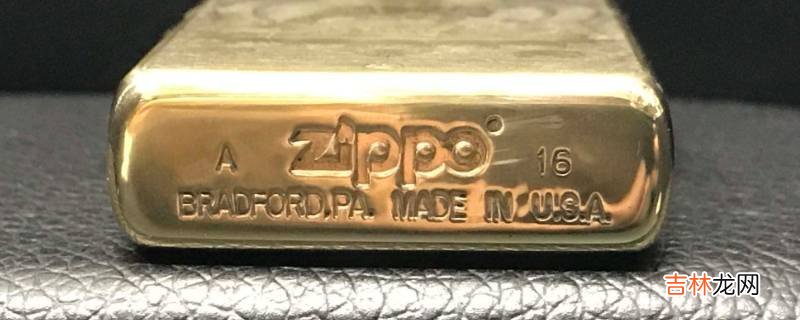 A zippo 16
BRADFORD,PA. MADE IN U.S.A.
吉林龙网